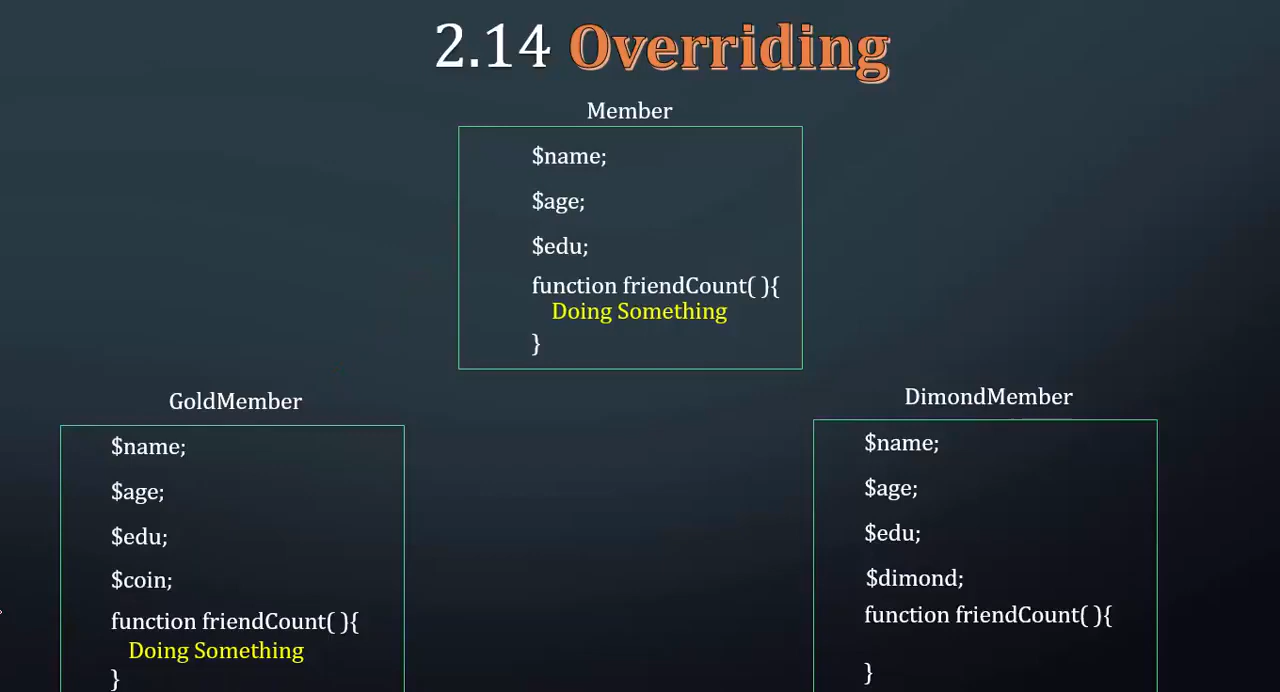 2.14 Overriding
Member
$name;
$age;
$edu;
function friendCount( ){
Doing Something
}
GoldMember
$name;
$age;
$edu;
$coin;
function friendCount( ){
Doing Something
}
DimondMember
$name;
$age;
$edu;
$dimond;
function friendCount( ){
}